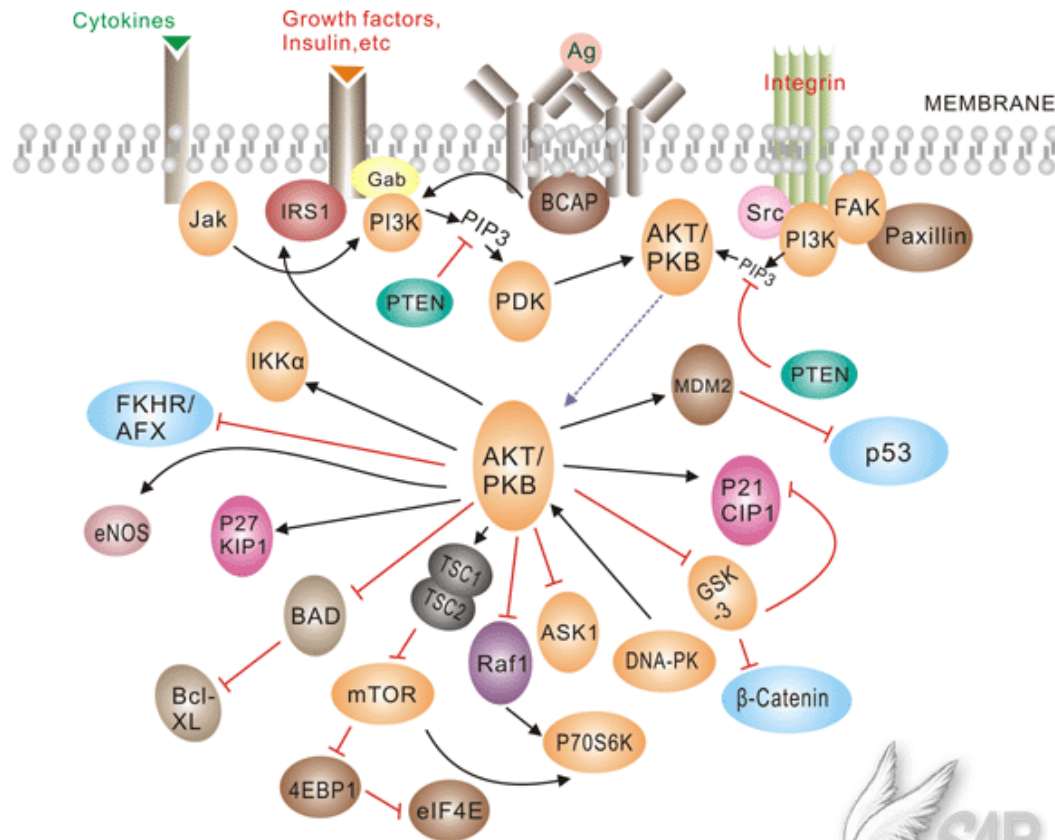 Cytokines
Growth factors,
Insulin,etc
Ag
Integrin
MEMBRANE
Gab
Jak
IRS1
PI3K
PIP3
BCAP
AKT/
PKB
Src
FAK
PI3K
Paxillin
PIP3
PTEN
PDK
PTEN
IKKα
MDM2
FKHR/
AFX
AKT/
PKB
p53
eNOS
P27
KIP1
P21
CIP1
TSC1
TSC2
GSK
-3
BAD
ASK1
Raf1
DNA-PK
Bcl-
XL
mTOR
β-Catenin
P70S6K
4EBP1
eIF4E